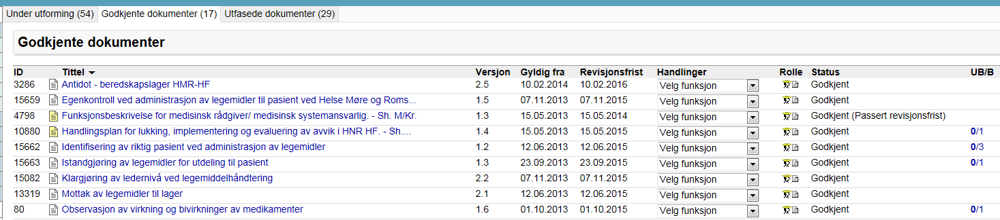 Under utforming (54) Godkjente dokumenter (17) Utfasede dokumenter (29)
Godkjente dokumenter
ID Tittel Versjon Gyldig fra Revisjonsfrist Handlinger Rolle Status UB/B
3286 Antidot - beredskapslager HMR-HF 2.5 10.02.2014 10.02.2016 Velg funksjon Godkjent
15659 Egenkontroll ved administrasjon av legemidler til pasient ved Helse Møre og Roms... 1.5 07.11.2013 07.11.2015 Velg funksjon Godkjent
4798 Funksjonsbeskrivelse for medisinsk rådgiver/ medisinsk systemansvarlig. - Sh. M/Kr. 1.3 15.05.2013 15.05.2014 Velg funksjon Godkjent (Passert revisjonsfrist)
10880 Handlingsplan for lukking, implementering og evaluering av avvik i HNR HF. - Sh.... 1.4 15.05.2013 15.05.2015 Velg funksjon Godkjent 0/1
15662 Identifisering av riktig pasient ved administrasjon av legemidler 1.2 12.06.2013 12.06.2015 Velg funksjon Godkjent 0/3
15663 Istandgjøring av legemidler for utdeling til pasient 1.3 23.09.2013 23.09.2015 Velg funksjon Godkjent 0/1
15082 Klargjøring av ledernivå ved legemiddelhåndtering 2.2 07.11.2013 07.11.2015 Velg funksjon Godkjent
13319 Mottak av legemidler til lager 2.1 12.06.2013 12.06.2015 Velg funksjon Godkjent
80 Observasjon av virkning og bivirkninger av medikamenter 1.6 01.10.2013 01.10.2015 Velg funksjon Godkjent 0/1